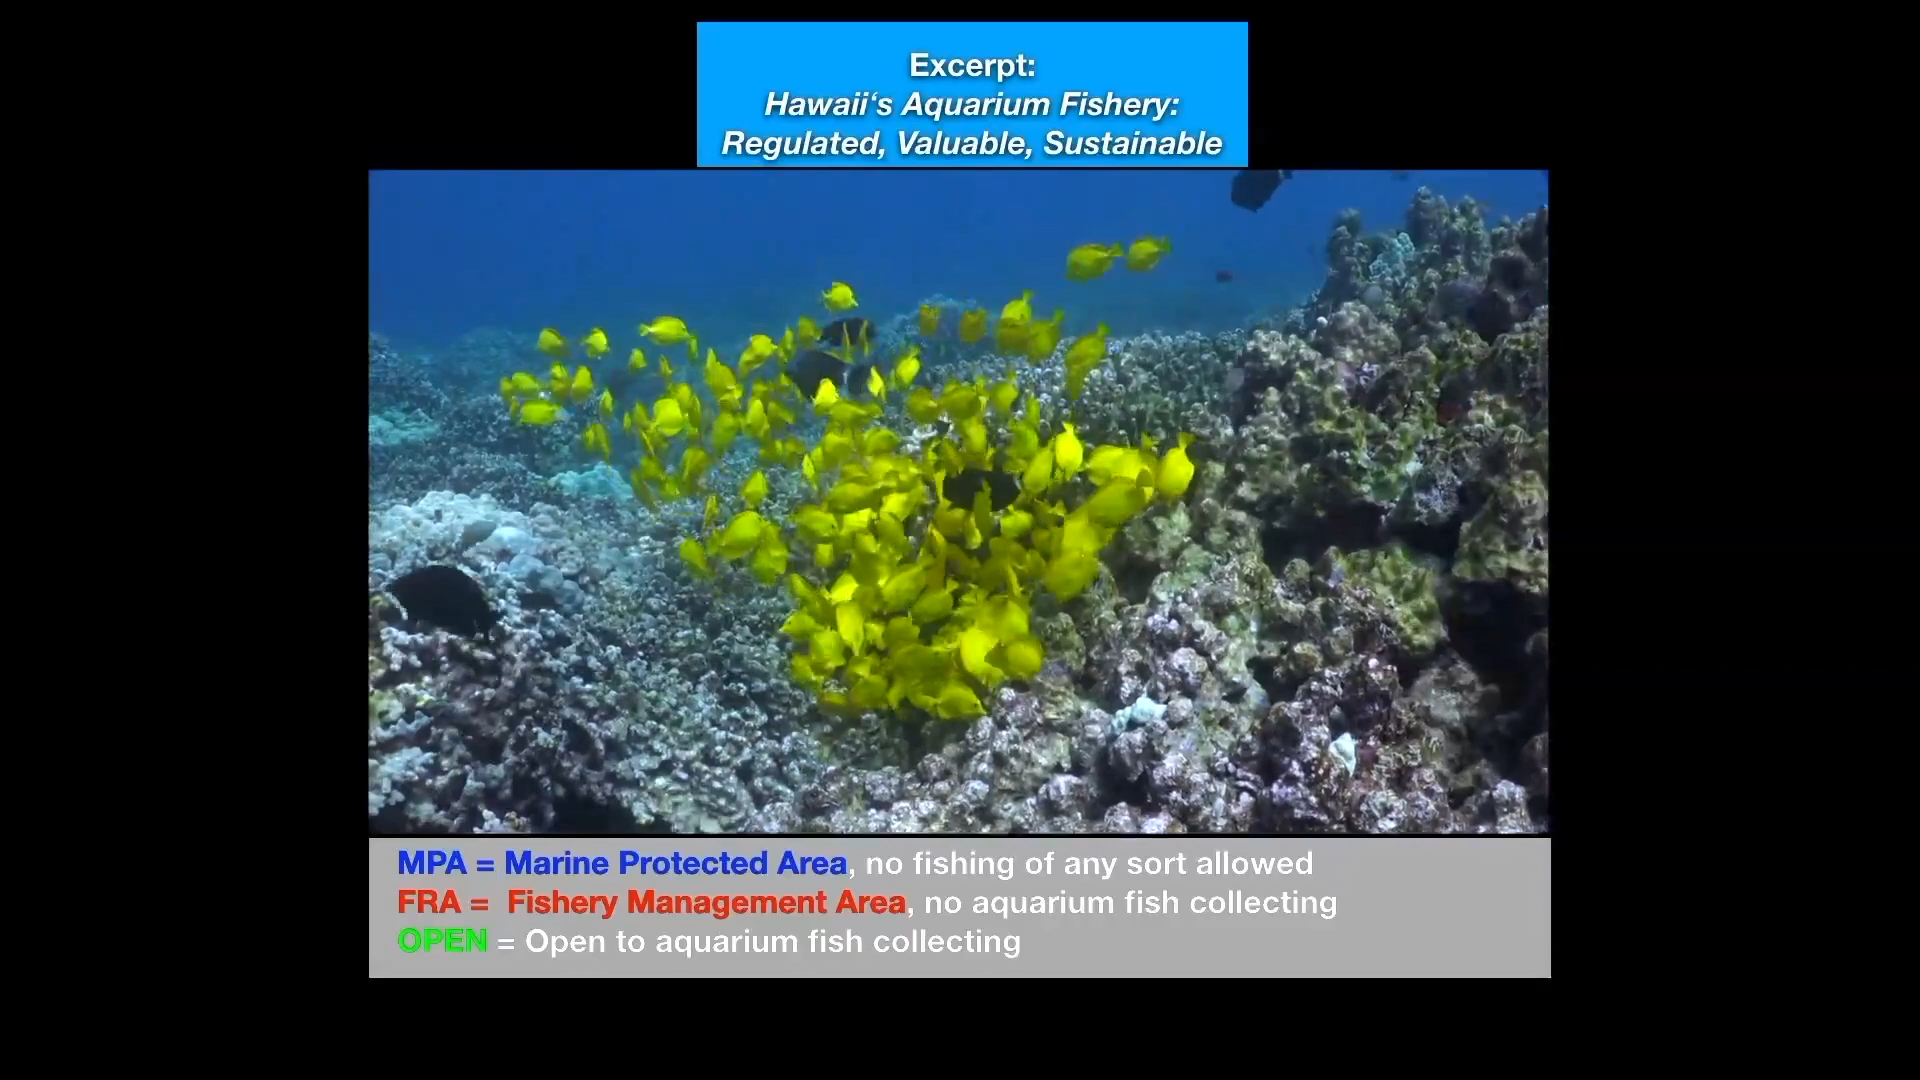 Excerpt:
Hawaii‘s Aquarium Fishery:
Regulated, Valuable, Sustainable
MPA = Marine Protected Area, no fishing of any sort allowed
FRA = Fishery Management Area, no aquarium fish collecting
OPEN = Open to aquarium fish collecting